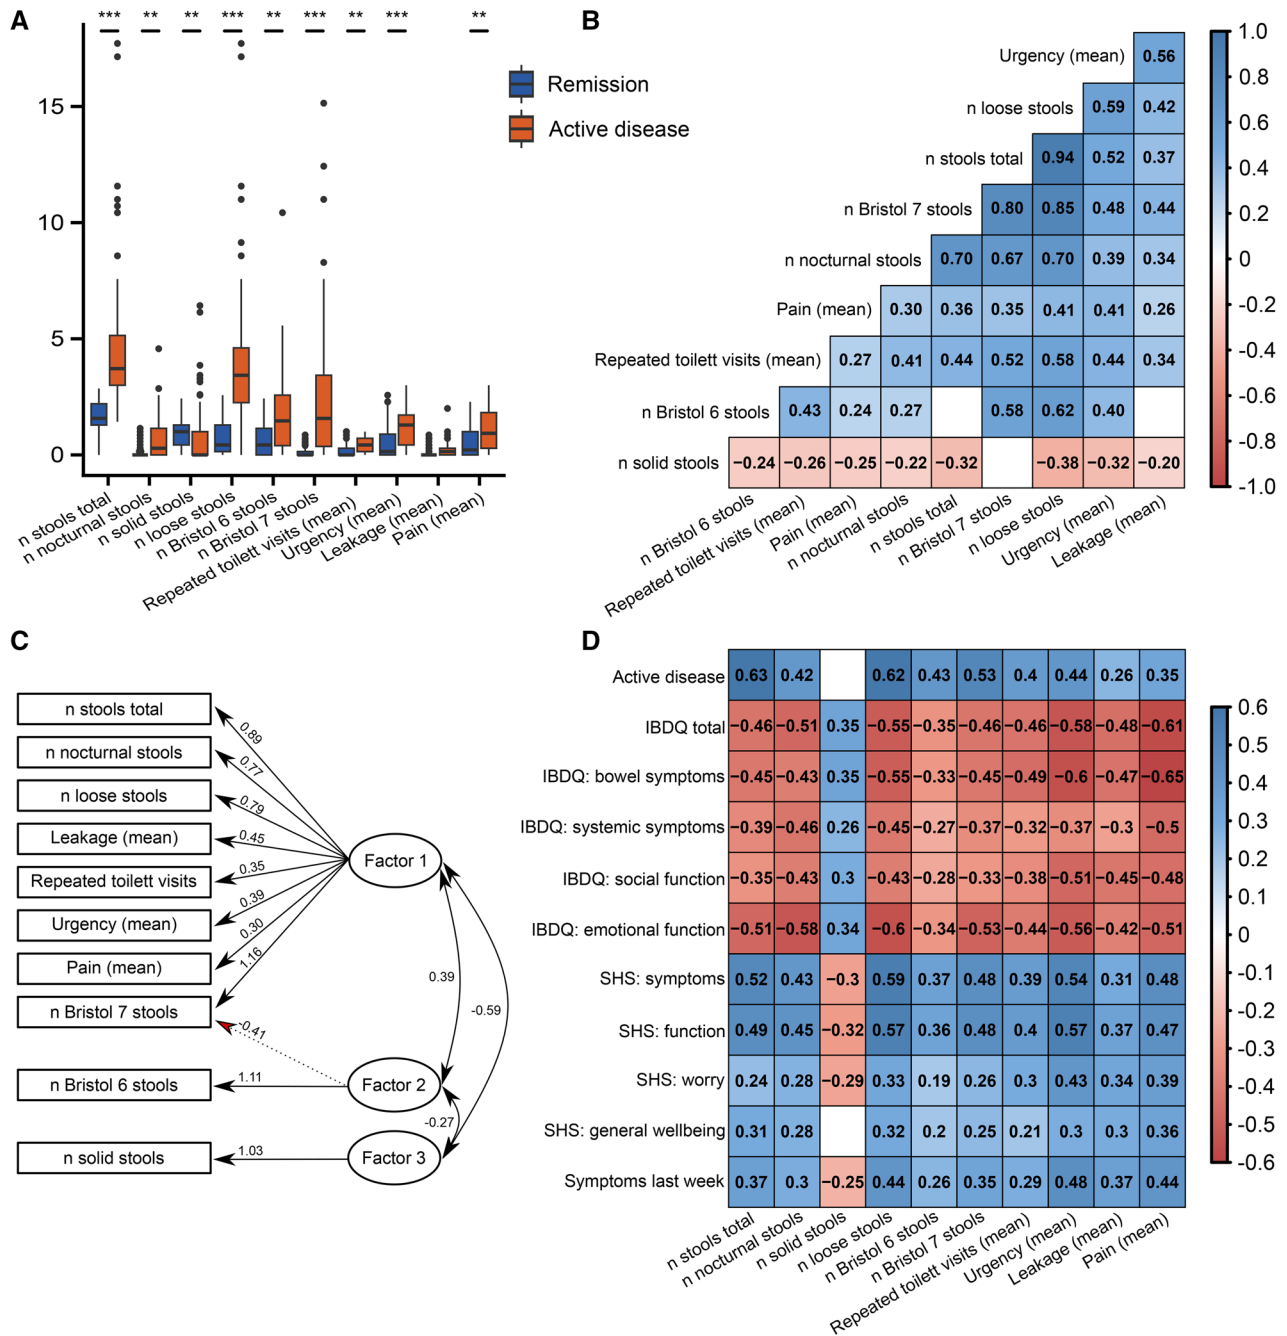 A
*** ** ** *** ** *** ** *** **
15
10
5
0
Remission
Active disease
n stools total
n nocturnal stools
n solid stools
n loose stools
n Bristol 6 stools
n Bristol 7 stools
Repeated toilett visits (mean)
Urgency (mean)
Leakage (mean)
Pain (mean)
B
Urgency (mean) 0.56
n loose stools 0.59 0.42
n stools total 0.94 0.52 0.37
n Bristol 7 stools 0.80 0.85 0.48 0.44
n nocturnal stools 0.70 0.67 0.70 0.39 0.34
Pain (mean) 0.30 0.36 0.35 0.41 0.41 0.26
Repeated toilett visits (mean) 0.27 0.41 0.44 0.52 0.58 0.44 0.34
n Bristol 6 stools 0.43 0.24 0.27 0.58 0.62 0.40
n solid stools −0.24 −0.26 −0.25 −0.22 −0.32 −0.38 −0.32 −0.20
n Bristol 6 stools
Repeated toilett visits (mean)
Pain (mean)
n nocturnal stools
n stools total
n Bristol 7 stools
n loose stools
Urgency (mean)
Leakage (mean)
1.0
0.8
0.6
0.4
0.2
0
-0.2
-0.4
-0.6
-0.8
-1.0
C
n stools total
n nocturnal stools
n loose stools
Leakage (mean)
Repeated toilett visits
Urgency (mean)
Pain (mean)
n Bristol 7 stools
n Bristol 6 stools
n solid stools
0.89
0.77
0.79
0.45
0.35
0.39
0.30
1.16
-0.41
1.11
1.03
Factor 1
Factor 2
Factor 3
0.39
-0.59
-0.27
D
Active disease 0.63 0.42 0.62 0.43 0.53 0.4 0.44 0.26 0.35
IBDQ total −0.46 −0.51 0.35 −0.55 −0.35 −0.46 −0.46 −0.58 −0.48 −0.61
IBDQ: bowel symptoms −0.45 −0.43 0.35 −0.55 −0.33 −0.45 −0.49 −0.6 −0.47 −0.65
IBDQ: systemic symptoms −0.39 −0.46 0.26 −0.45 −0.27 −0.37 −0.32 −0.37 −0.3 −0.5
IBDQ: social function −0.35 −0.43 0.3 −0.43 −0.28 −0.33 −0.38 −0.51 −0.45 −0.48
IBDQ: emotional function −0.51 −0.58 0.34 −0.6 −0.34 −0.53 −0.44 −0.56 −0.42 −0.51
SHS: symptoms 0.52 0.43 −0.3 0.59 0.37 0.48 0.39 0.54 0.31 0.48
SHS: function 0.49 0.45 −0.32 0.57 0.36 0.48 0.4 0.57 0.37 0.47
SHS: worry 0.24 0.28 −0.29 0.33 0.19 0.26 0.3 0.43 0.34 0.39
SHS: general wellbeing 0.31 0.28 0.32 0.2 0.25 0.21 0.3 0.3 0.36
Symptoms last week 0.37 0.3 −0.25 0.44 0.26 0.35 0.29 0.48 0.37 0.44
n stools total
n nocturnal stools
n solid stools
n loose stools
n Bristol 6 stools
n Bristol 7 stools
Repeated toilett visits (mean)
Urgency (mean)
Leakage (mean)
Pain (mean)
0.6
0.5
0.4
0.3
0.2
0.1
0
-0.1
-0.2
-0.3
-0.4
-0.5
-0.6